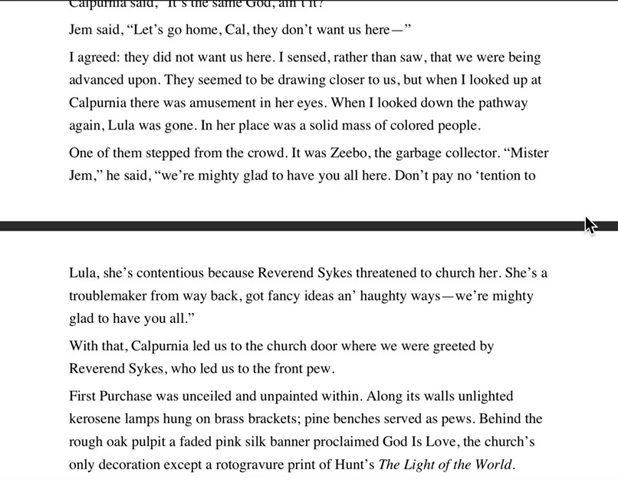 Calpurnia said, “It’s the same God, ain’t it?”
Jem said, “Let’s go home, Cal, they don’t want us here—”
I agreed: they did not want us here. I sensed, rather than saw, that we were being
advanced upon. They seemed to be drawing closer to us, but when I looked up at
Calpurnia there was amusement in her eyes. When I looked down the pathway
again, Lula was gone. In her place was a solid mass of colored people.
One of them stepped from the crowd. It was Zeebo, the garbage collector. “Mister
Jem,” he said, “we’re mighty glad to have you all here. Don’t pay no ‘tention to
Lula, she’s contentious because Reverend Sykes threatened to church her. She’s a
troublemaker from way back, got fancy ideas an’ haughty ways—we’re mighty
glad to have you all.”
With that, Calpurnia led us to the church door where we were greeted by
Reverend Sykes, who led us to the front pew.
First Purchase was unceiled and unpainted within. Along its walls unlighted
kerosene lamps hung on brass brackets; pine benches served as pews. Behind the
rough oak pulpit a faded pink silk banner proclaimed God Is Love, the church’s
only decoration except a rotogravure print of Hunt’s The Light of the World.